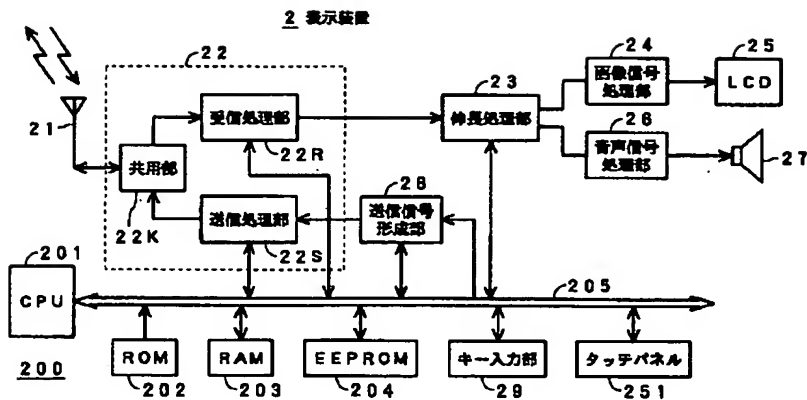 2 表示装置
22
21
共用部
22K
受信処理部
22R
送信処理部
22S
23
伸長処理部
24
画像信号
処理部
25
LCD
26
音声信号
処理部
27
28
送信信号
形成部
201
CPU
205
200
ROM
202
RAM
203
EEPROM
204
キー入力部
29
タッチパネル
251